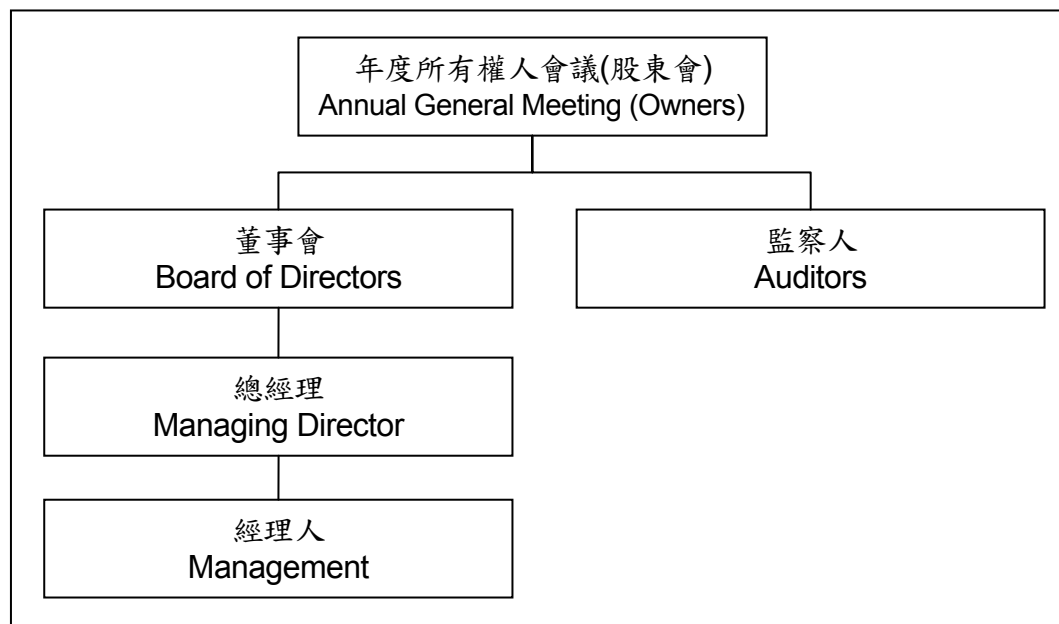 年度所有權人會議(股東會)
Annual General Meeting (Owners)
董事會
Board of Directors
監察人
Auditors
總經理
Managing Director
經理人
Management